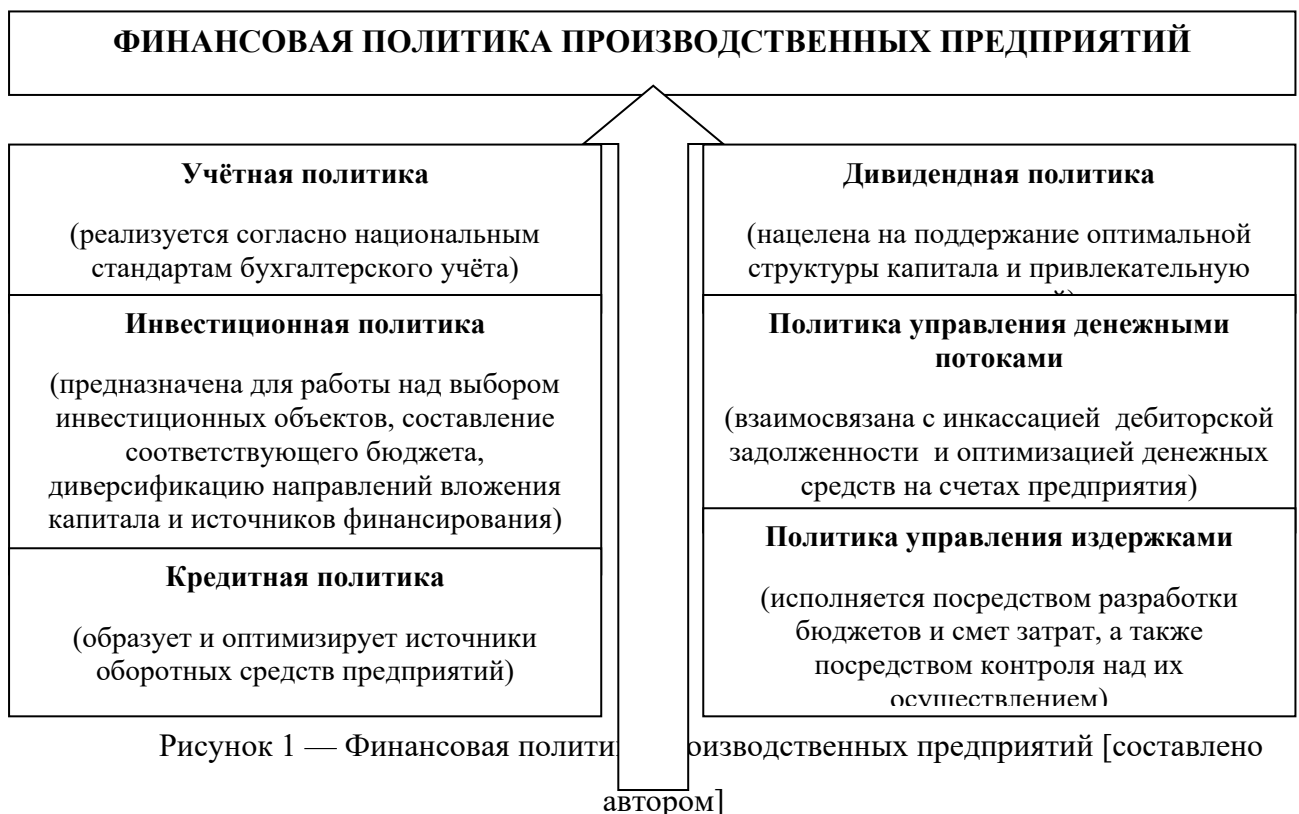 ФИНАНСОВАЯ ПОЛИТИКА ПРОИЗВОДСТВЕННЫХ ПРЕДПРИЯТИЙ
Учётная политика
(реализуется согласно национальным
стандартам бухгалтерского учёта)
Инвестиционная политика
(предназначена для работы над выбором
инвестиционных объектов, составление
соответствующего бюджета,
диверсификацию направлений вложения
капитала и источников финансирования)
Кредитная политика
(образует и оптимизирует источники
оборотных средств предприятий)
Дивидендная политика
(нацелена на поддержание оптимальной
структуры капитала и привлекательную
Политика управления денежными
потоками
(взаимосвязана с инкассацией дебиторской
задолженности и оптимизацией денежных
средств на счетах предприятия)
Политика управления издержками
(исполняется посредством разработки
бюджетов и смет затрат, а также
посредством контроля над их
осуществлением)
Рисунок 1 — Финансовая полити оизводственных предприятий [составлено
автором]